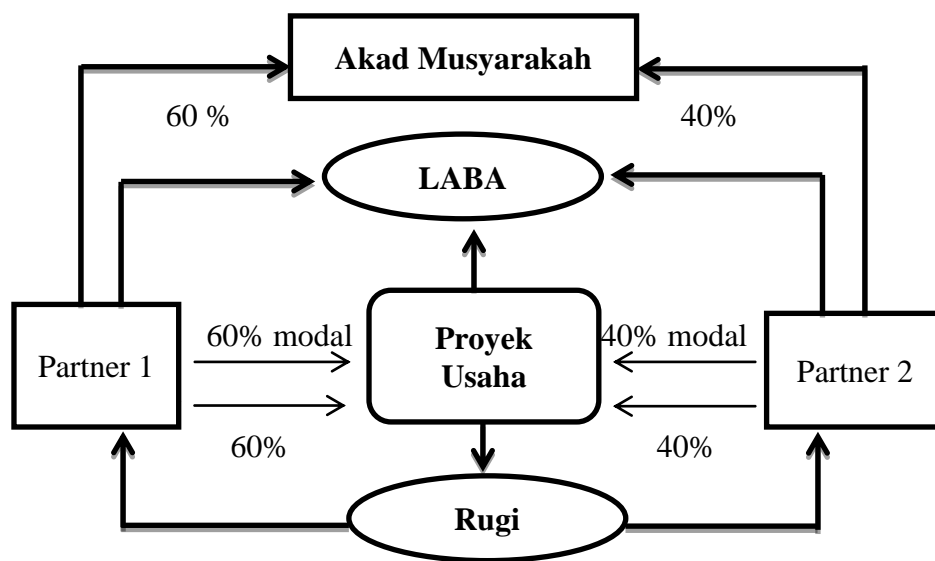 Akad Musyarakah
60 %
40%
LABA
Partner 1
60% modal
Proyek
Usaha
40% modal
Partner 2
60%
40%
Rugi